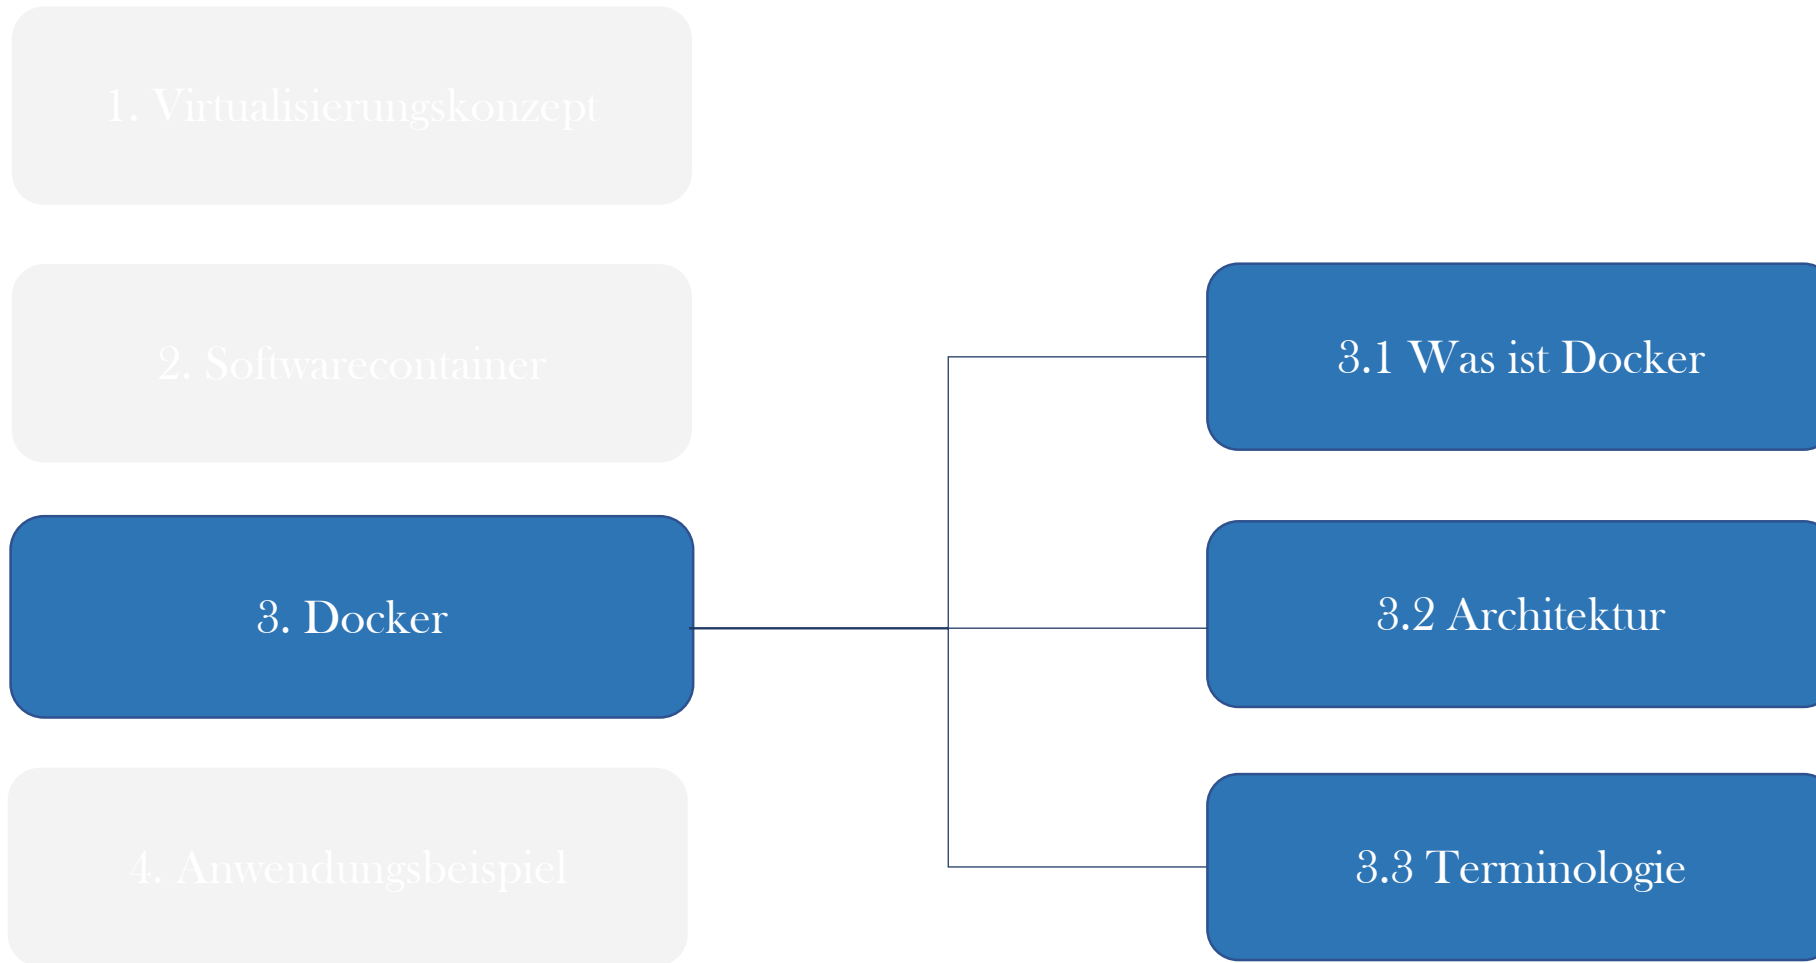 1. Virtualisierungskonzept
2. Softwarecontainer
3. Docker
4. Anwendungsbeispiel
3.1 Was ist Docker
3.2 Architektur
3.3 Terminologie